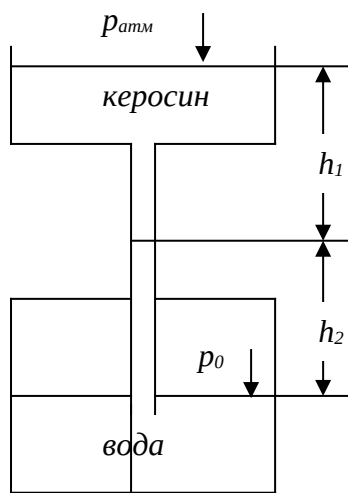 pатм
керосин
h1
h2
p0
вода